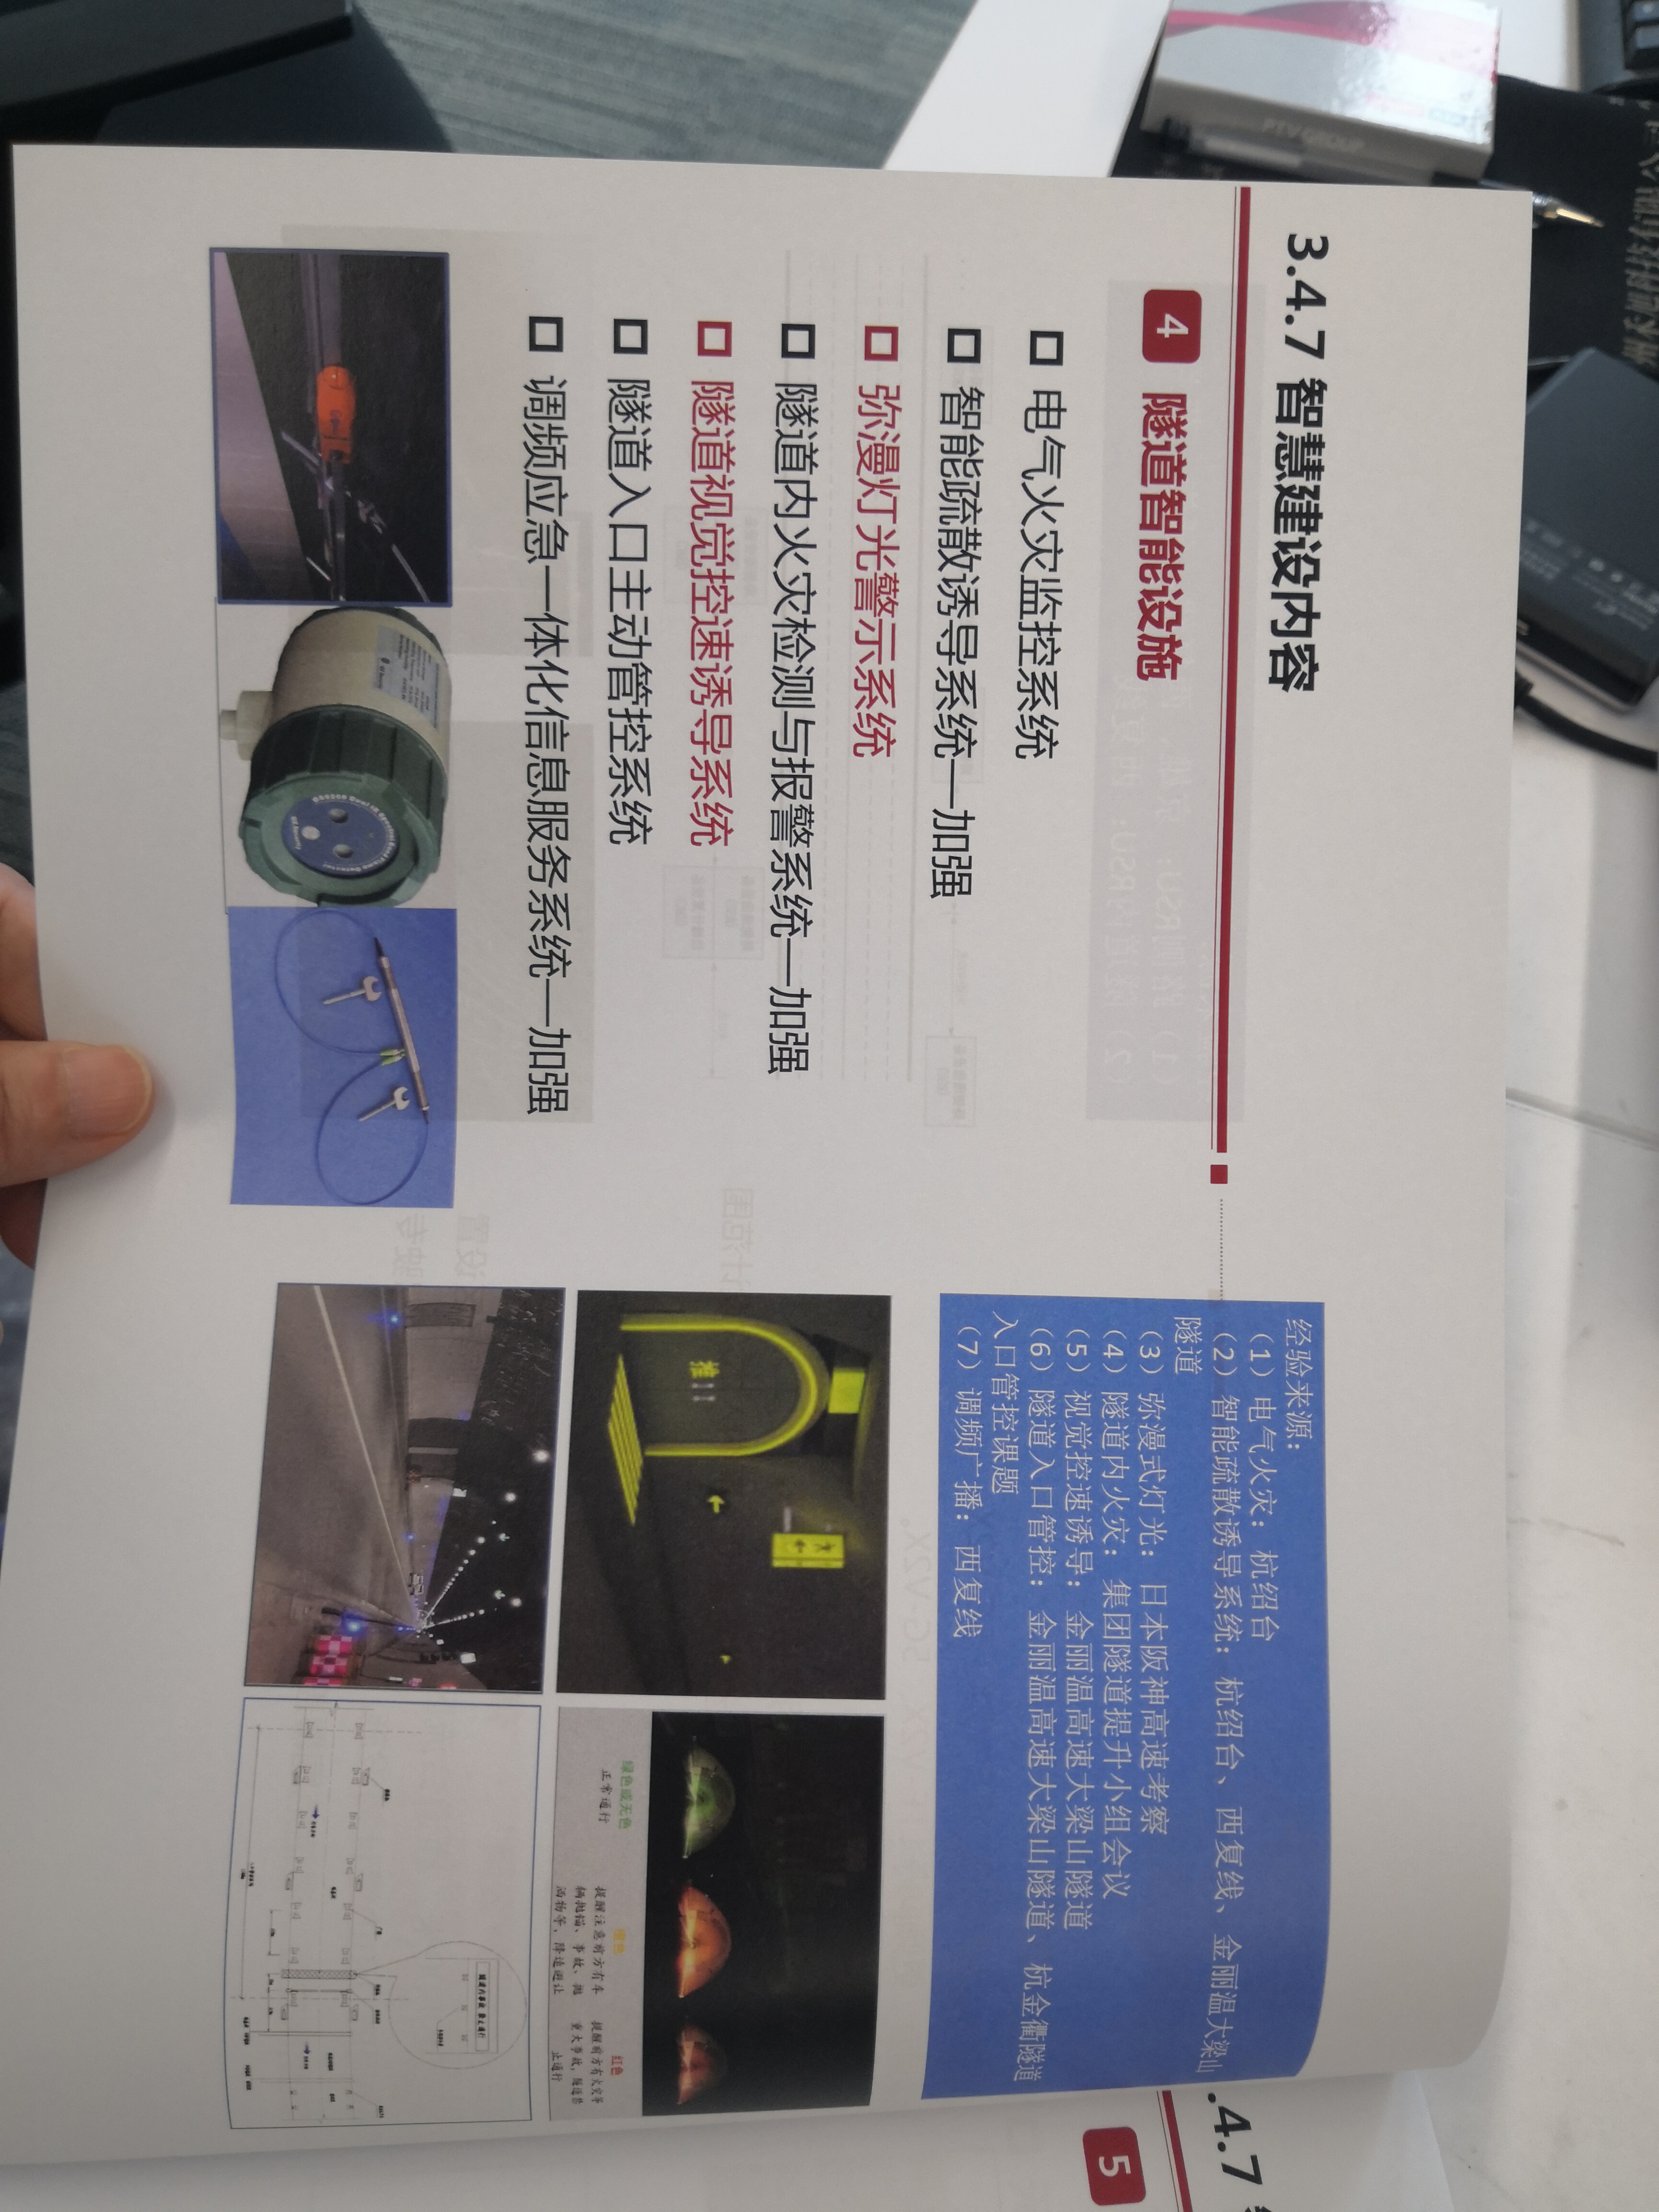 3.4.7 智慧建设内容
4 隧道智能设施
电气火灾监控系统
智能疏散诱导系统—加强
弥漫灯光警示系统
隧道内火灾检测与报警系统—加强
隧道视觉控速诱导系统
隧道入口主动管控系统
调频应急一体化信息服务系统—加强
经验来源：
（1）电气火灾：杭绍台
（2）智能疏散诱导系统：杭绍台、西复线、金丽温大梁山
隧道
（3）弥漫式灯光：日本阪神高速考察
（4）隧道内火灾：集团隧道提升小组会议
（5）视觉控速诱导：金丽温高速大梁山隧道
（6）隧道入口管控：金丽温高速大梁山隧道、杭金衢隧道
入口管控课题
（7）调频广播：西复线
推
绿色或无色
正常通行
橙色
提醒注意前方有车
辆抛锚、事故、抛
洒物等，降速避让
红色
提醒前方有火灾等
重大事故，隧道禁
止通行
隧道内事故 禁止通行
.4.7
5
PTV GROUP